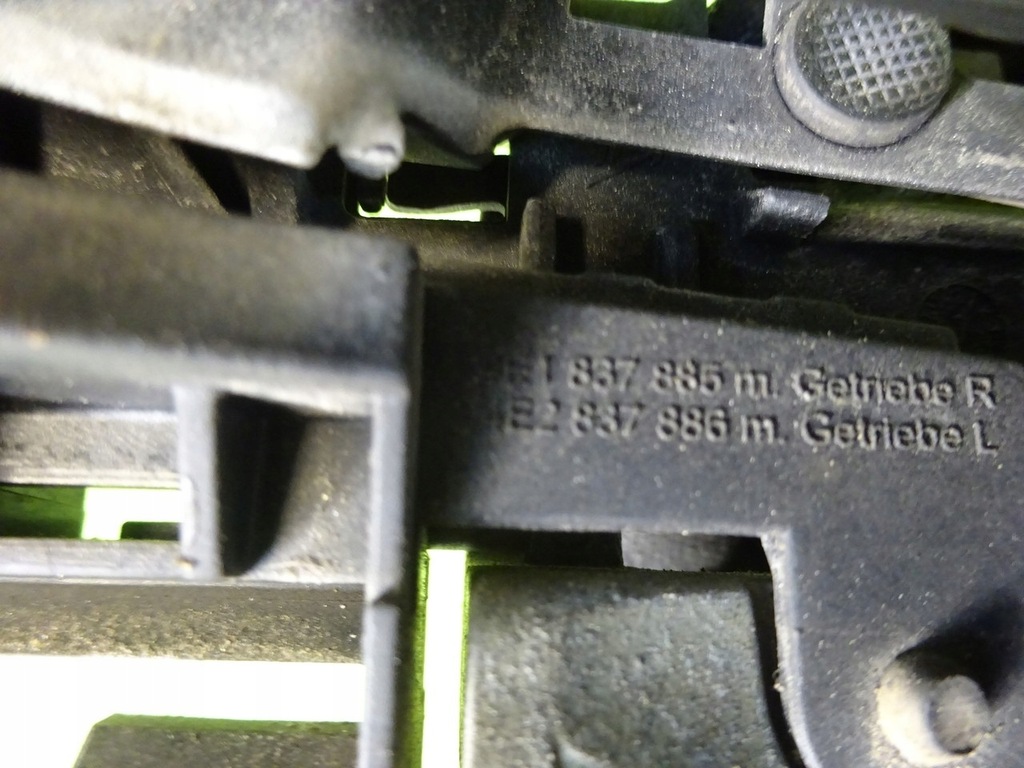 1 837 885 m. Getriebe R
E2 837 886 m. Getriebe L